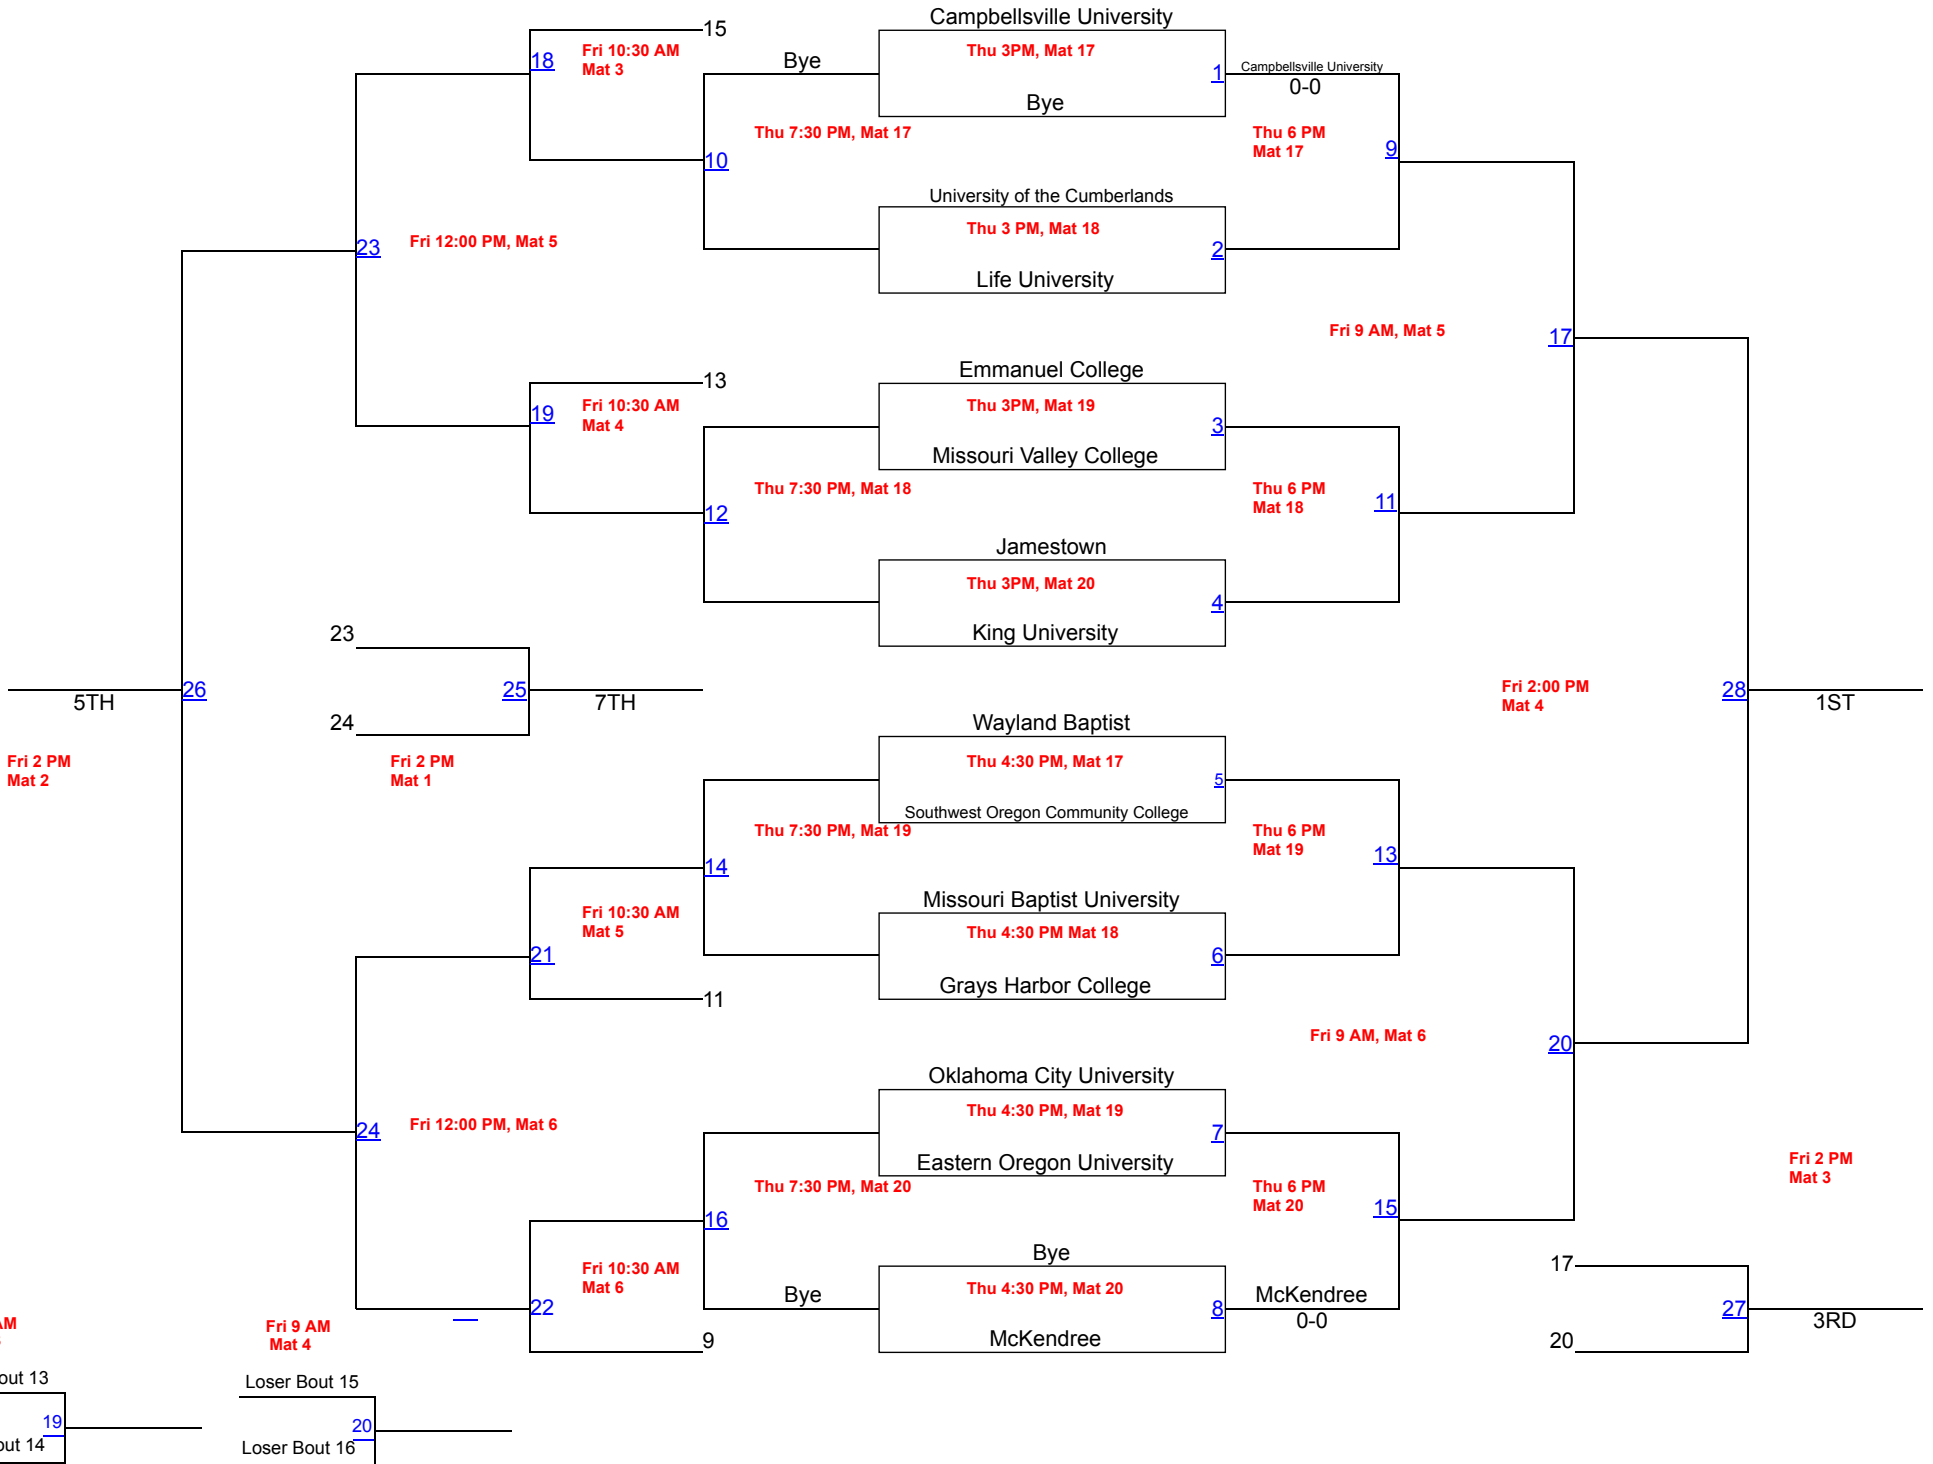 Campbellsville University
15
Fri 10:30 AM
Mat 3
18
Bye
Thu 3PM, Mat 17
1
Campbellsville University
0-0
Bye
Thu 7:30 PM, Mat 17
10
Thu 6 PM
Mat 17
9
University of the Cumberlands
Thu 3 PM, Mat 18
2
Life University
23
Fri 12:00 PM, Mat 5
Fri 9 AM, Mat 5
17
Emmanuel College
13
19
Fri 10:30 AM
Mat 4
Thu 3PM, Mat 19
3
Missouri Valley College
Thu 7:30 PM, Mat 18
12
Thu 6 PM
Mat 18
11
Jamestown
Thu 3PM, Mat 20
4
King University
23
5TH
26
25
7TH
24
Fri 2:00 PM
Mat 4
28
1ST
Fri 2 PM
Mat 2
Fri 2 PM
Mat 1
Wayland Baptist
Thu 4:30 PM, Mat 17
5
Southwest Oregon Community College
Thu 7:30 PM, Mat 19
14
Thu 6 PM
Mat 19
13
Missouri Baptist University
Fri 10:30 AM
Mat 5
21
Thu 4:30 PM Mat 18
6
Grays Harbor College
11
Fri 9 AM, Mat 6
20
Oklahoma City University
Thu 4:30 PM, Mat 19
7
Eastern Oregon University
24
Fri 12:00 PM, Mat 6
Thu 7:30 PM, Mat 20
16
Thu 6 PM
Mat 20
15
Fri 2 PM
Mat 3
Bye
Fri 10:30 AM
Mat 6
22
Bye
Thu 4:30 PM, Mat 20
8
McKendree
0-0
McKendree
9
17
27
3RD
20
AM
Fri 9 AM
Mat 4
out 13
19
out 14
Loser Bout 15
20
Loser Bout 16